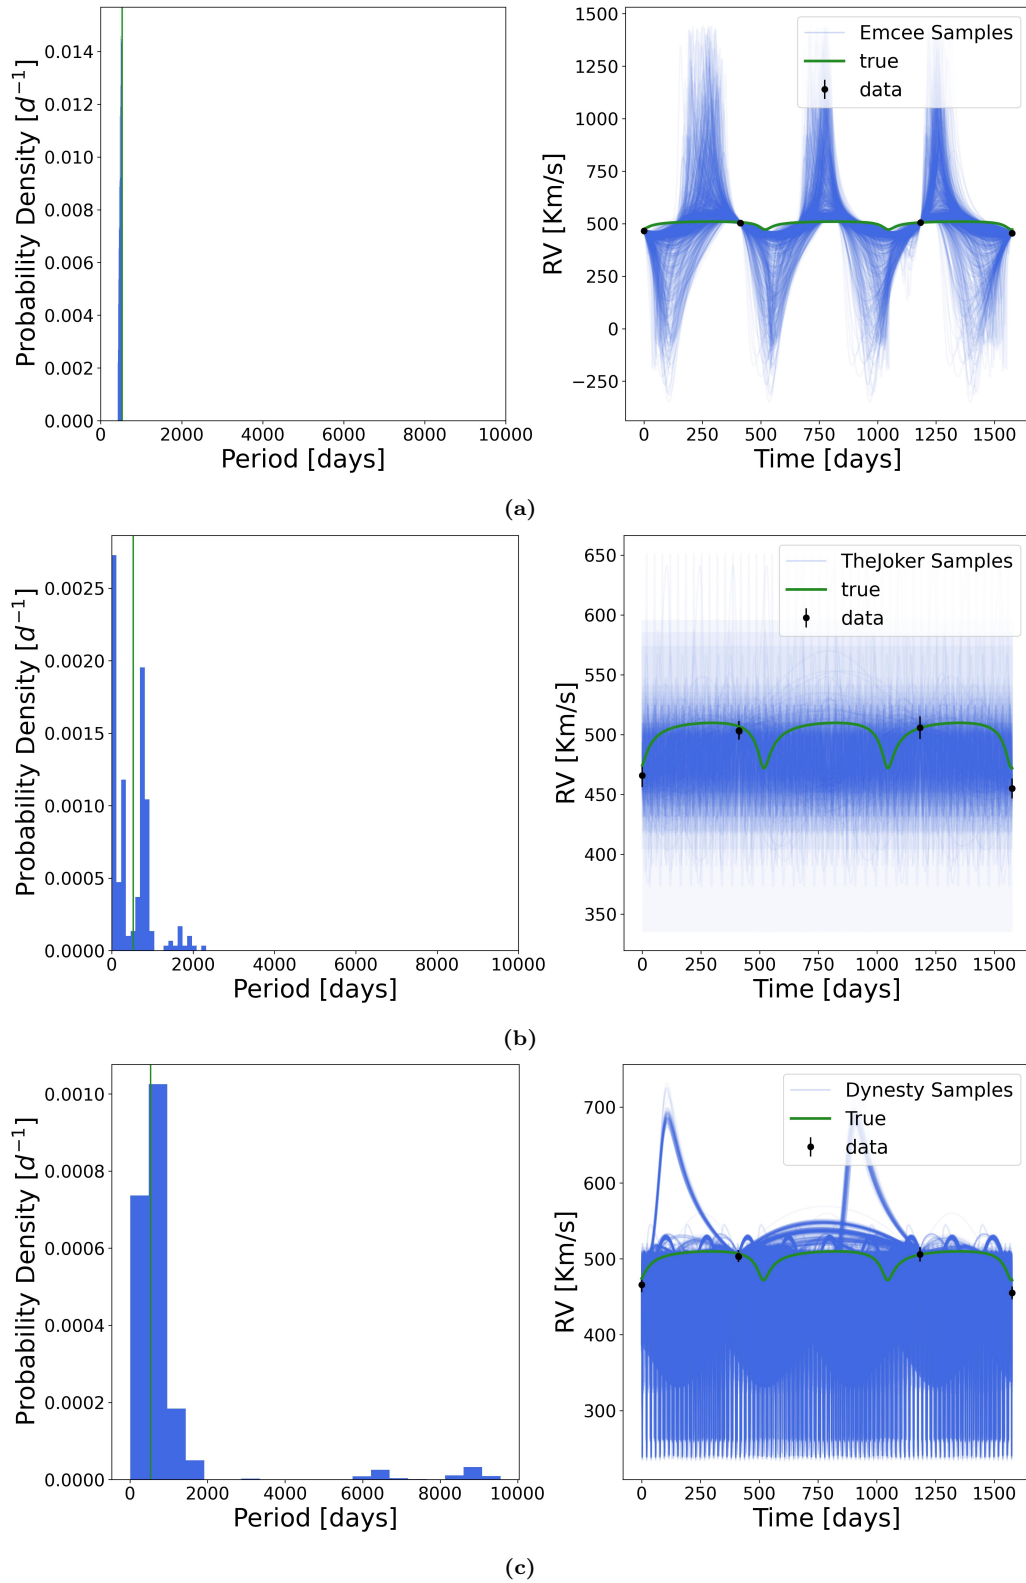 0.014
0.012
0.010
0.008
0.006
0.004
0.002
0.000
Probability Density [d⁻¹]
0 2000 4000 6000 8000 10000
Period [days]
1500
1250
1000
750
500
250
0
−250
RV [Km/s]
Emcee Samples
true
data
0 250 500 750 1000 1250 1500
Time [days]
(a)
0.0025
0.0020
0.0015
0.0010
0.0005
0.0000
Probability Density [d⁻¹]
0 2000 4000 6000 8000 10000
Period [days]
650
600
550
500
450
400
350
RV [Km/s]
TheJoker Samples
true
data
0 250 500 750 1000 1250 1500
Time [days]
(b)
0.0010
0.0008
0.0006
0.0004
0.0002
0.0000
Probability Density [d⁻¹]
0 2000 4000 6000 8000 10000
Period [days]
700
600
500
400
300
RV [Km/s]
Dynesty Samples
True
data
0 250 500 750 1000 1250 1500
Time [days]
(c)